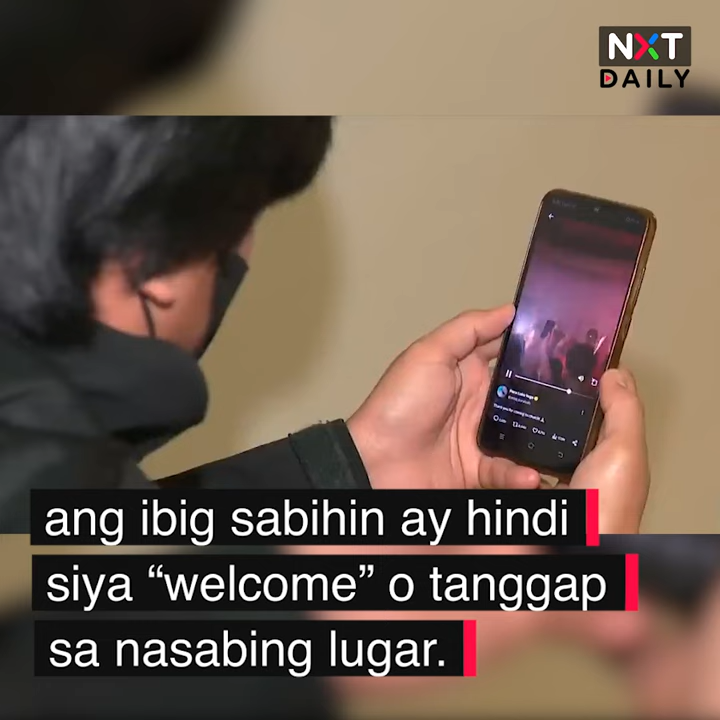 NXT
DAILY
ang ibig sabihin ay hindi
siya “welcome” o tanggap
sa nasabing lugar.